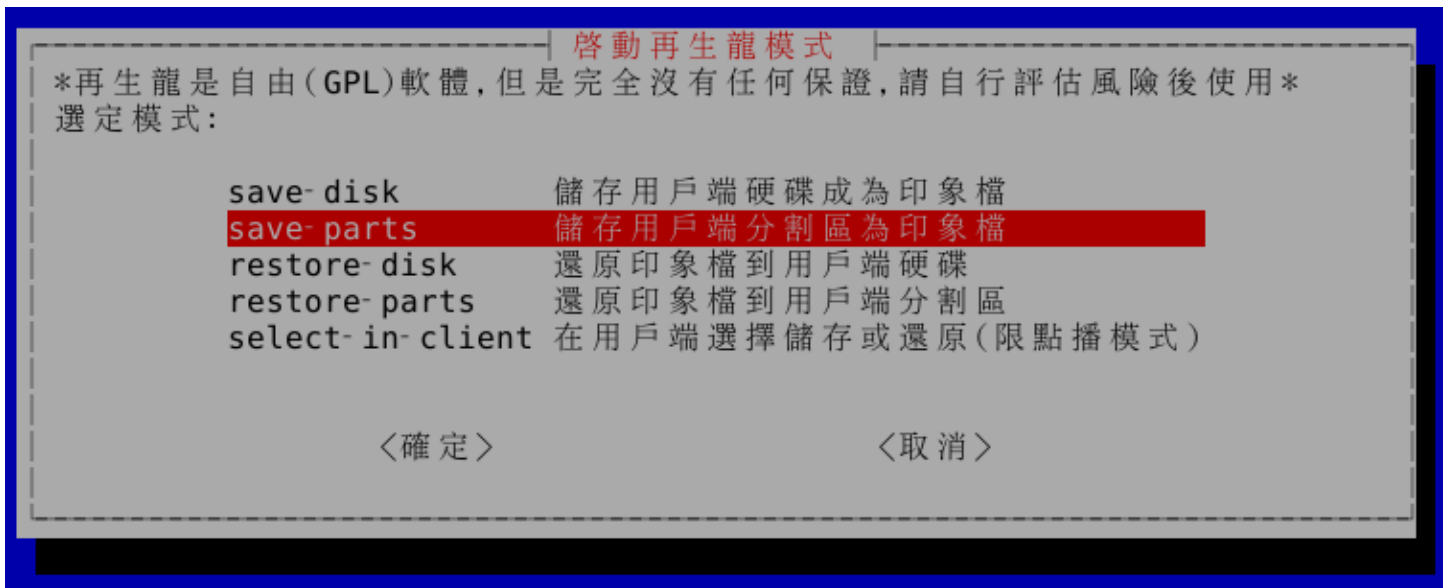 啓動再生龍模式
*再生龍是自由(GPL)軟體,但是完全沒有任何保證,請自行評估風險後使用*
選定模式:
save-disk 儲存用戶端硬碟成為印象檔
save-parts 儲存用戶端分割區為印象檔
restore-disk 還原印象檔到用戶端硬碟
restore-parts 還原印象檔到用戶端分割區
select-in-client 在用戶端選擇儲存或還原(限點播模式)
<確定> <取消>